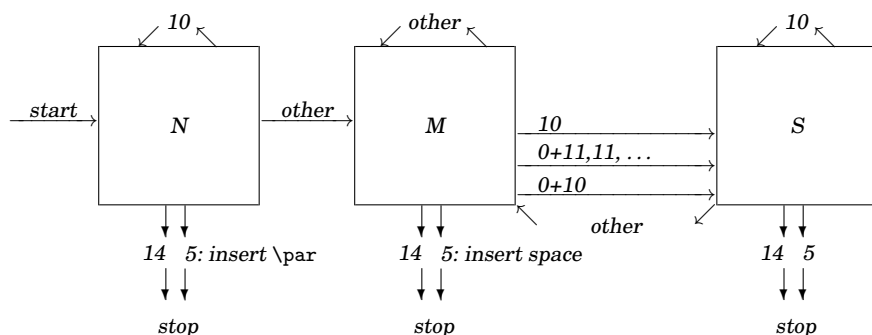 10 other 10
start N other M 10 S
0+11,11, …
0+10
other
14 5: insert \par 14 5: insert space 14 5
stop stop stop